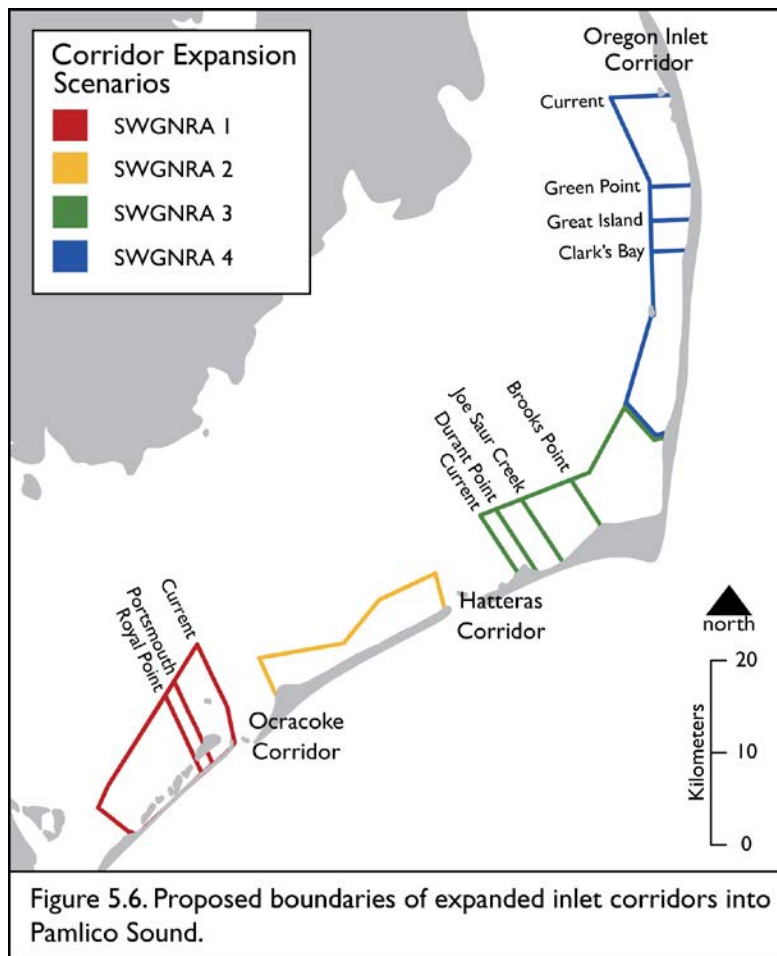 Corridor Expansion
Scenarios
SWGNRA 1
SWGNRA 2
SWGNRA 3
SWGNRA 4
Oregon Inlet
Corridor
Current
Green Point
Great Island
Clark's Bay
Brooks Point
Joe Saur Creek
Durant Point
Current
Hatteras
Corridor
Current
Portsmouth
Royal Point
Ocracoke
Corridor
north
20
10
0
Kilometers
Figure 5.6. Proposed boundaries of expanded inlet corridors into
Pamlico Sound.